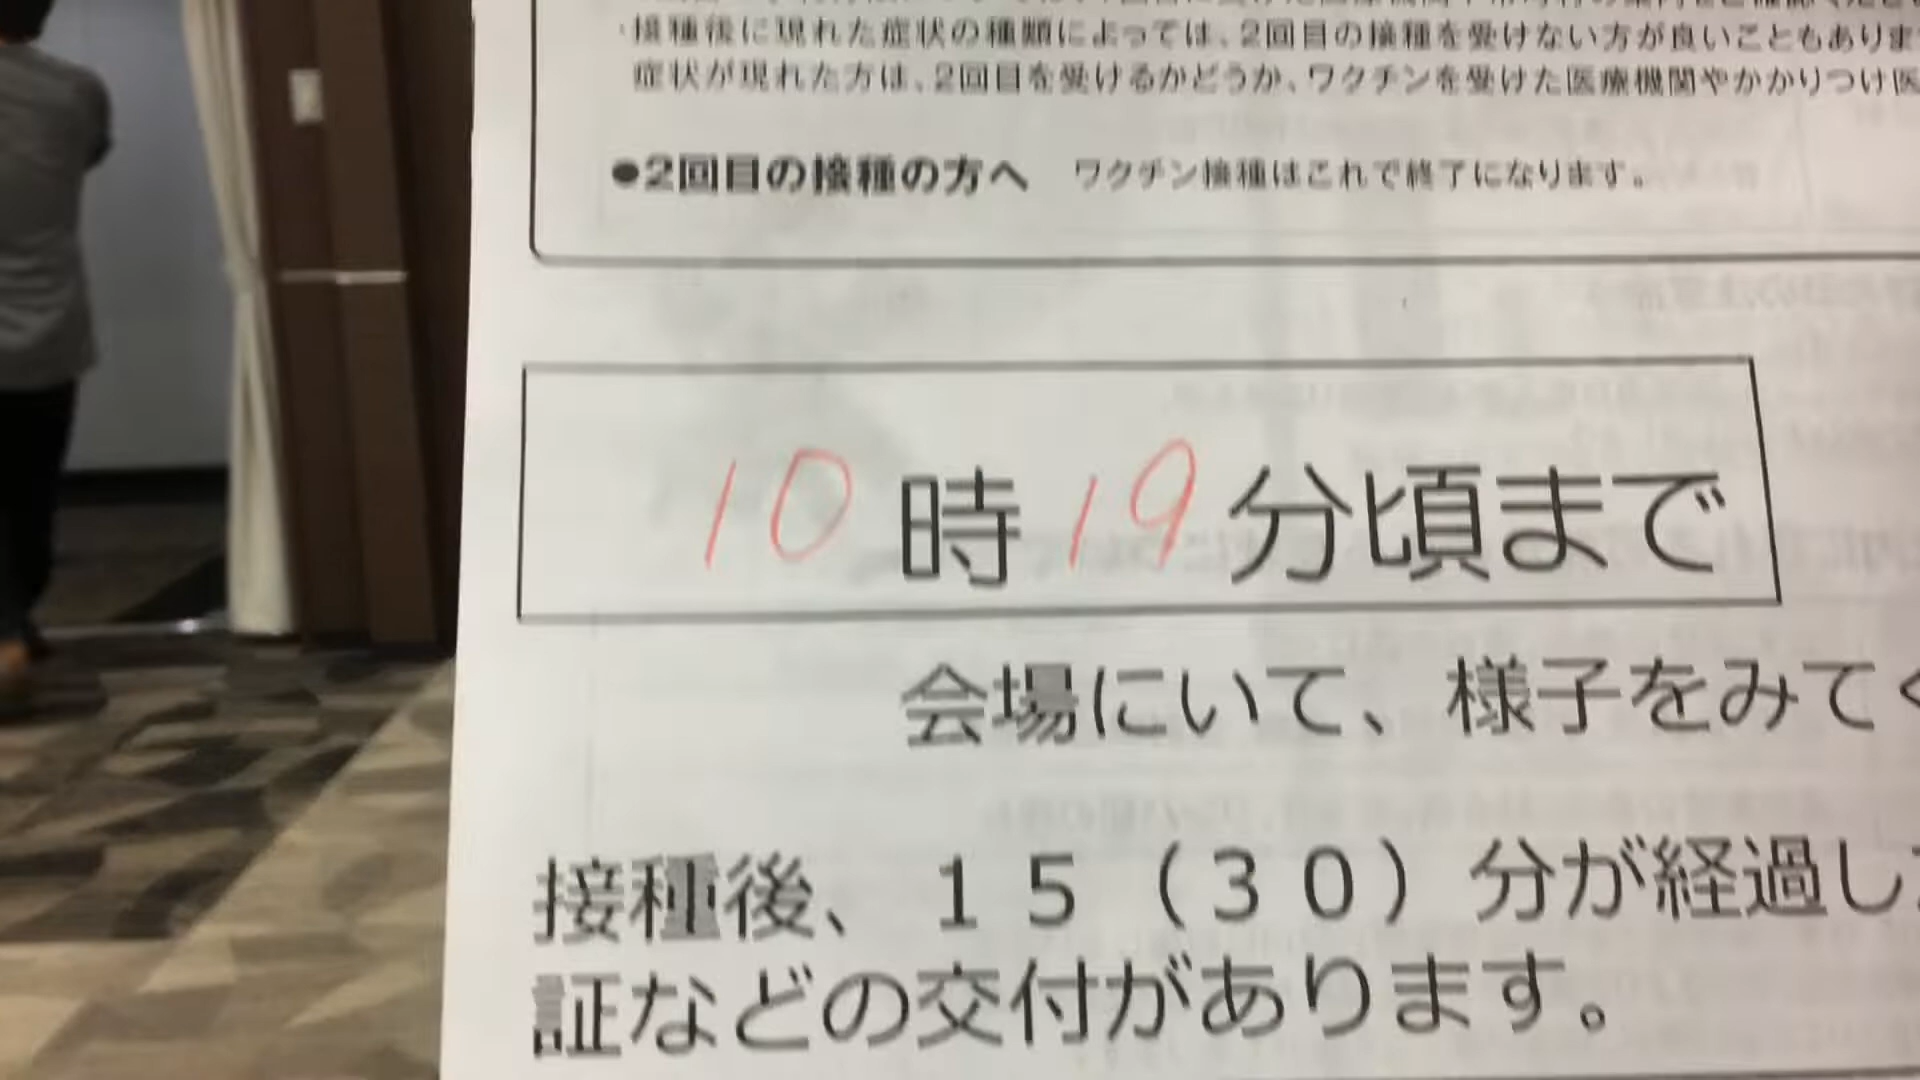 ・接種後に現れた症状の種類によっては、2回目の接種を受けない方が良いこともありま
症状が現れた方は、2回目を受けるかどうか、ワクチンを受けた医療機関やかかりつけ医
●2回目の接種の方へ ワクチン接種はこれで終了になります。
10時19分頃まで
会場にいて、様子をみてく
接種後、15(30)分が経過し
証などの交付があります。